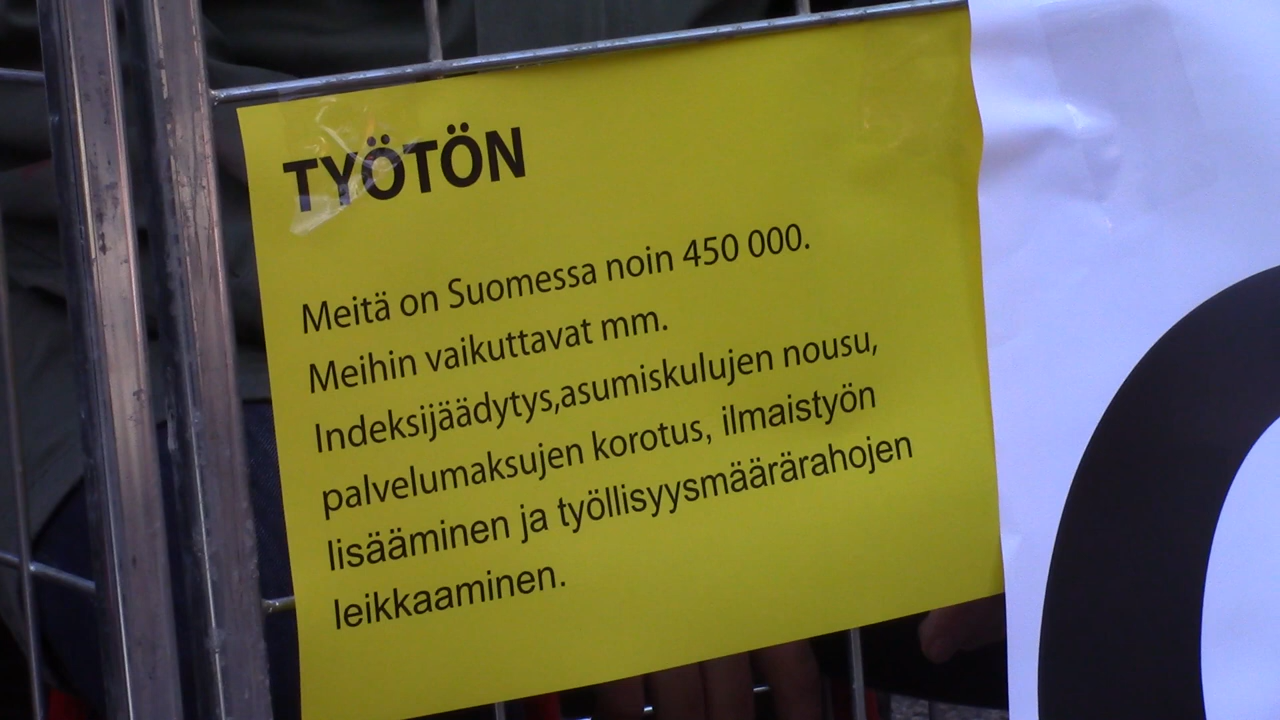 TYÖTÖN
Meitä on Suomessa noin 450 000.
Meihin vaikuttavat mm.
Indeksijäädytys,asumiskulujen nousu,
palvelumaksujen korotus, ilmaistyön
lisääminen ja työllisyysmäärärahojen
leikkaaminen.